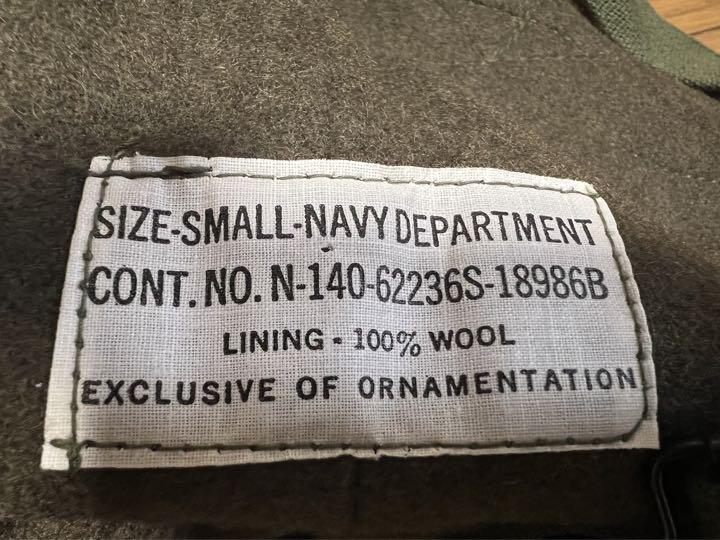 SIZE-SMALL-NAVY DEPARTMENT
CONT. NO. N-140-62236S-18986B
LINING - 100% WOOL
EXCLUSIVE OF ORNAMENTATION